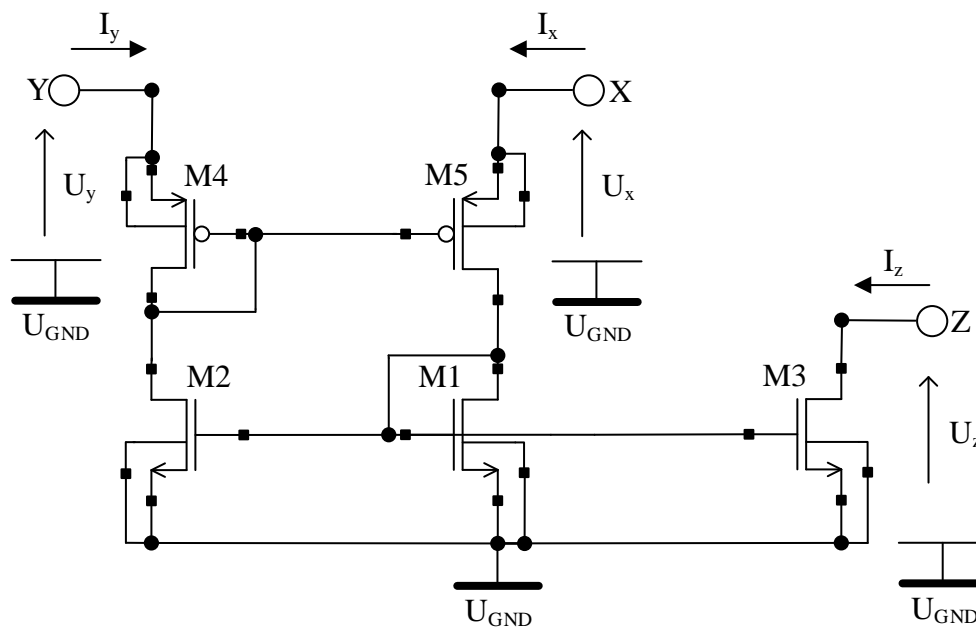 I_y
I_x
Y
X
M4
M5
U_y
U_x
I_z
U_GND
U_GND
Z
M2
M1
M3
U_z
U_GND
U_GND